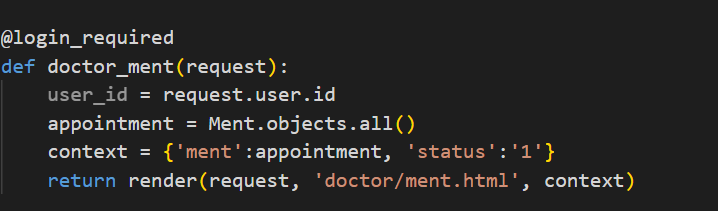 @login_required
def doctor_ment(request):
    user_id = request.user.id
    appointment = Ment.objects.all()
    context = {'ment':appointment, 'status':'1'}
    return render(request, 'doctor/ment.html', context)